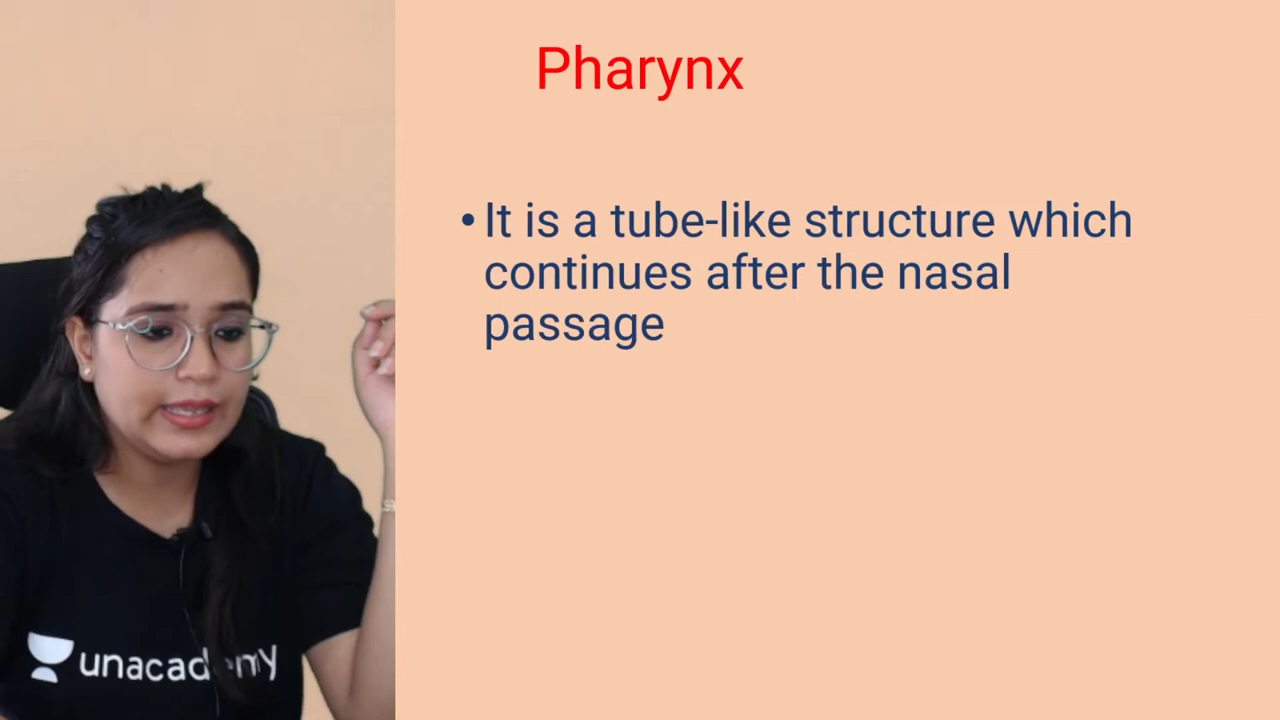 Pharynx
• It is a tube-like structure which
continues after the nasal
passage
unacademy